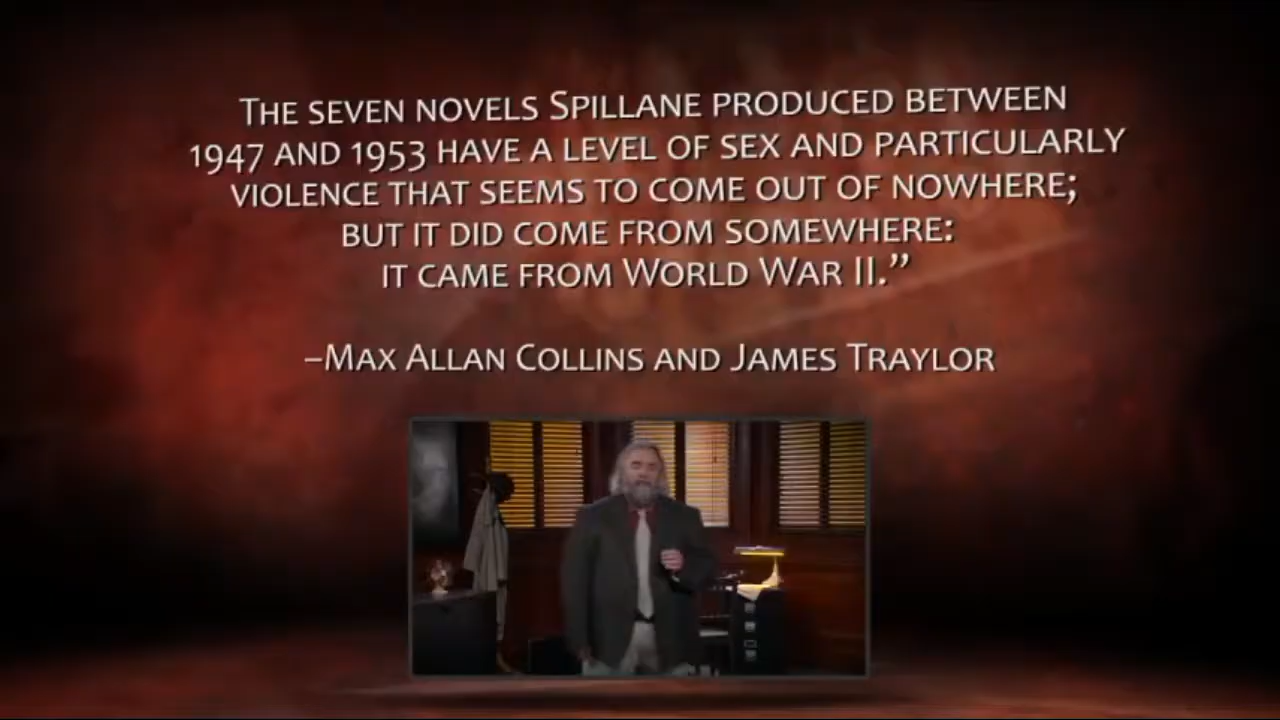 The seven novels Spillane produced between
1947 and 1953 have a level of sex and particularly
violence that seems to come out of nowhere;
but it did come from somewhere:
it came from World War II.”
–Max Allan Collins and James Traylor